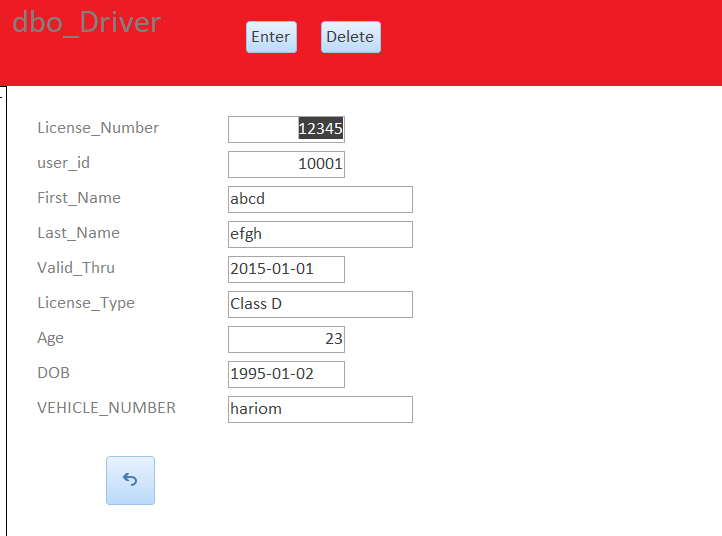 dbo_Driver
Enter Delete
License_Number 12345
user_id 10001
First_Name abcd
Last_Name efgh
Valid_Thru 2015-01-01
License_Type Class D
Age 23
DOB 1995-01-02
VEHICLE_NUMBER hariom